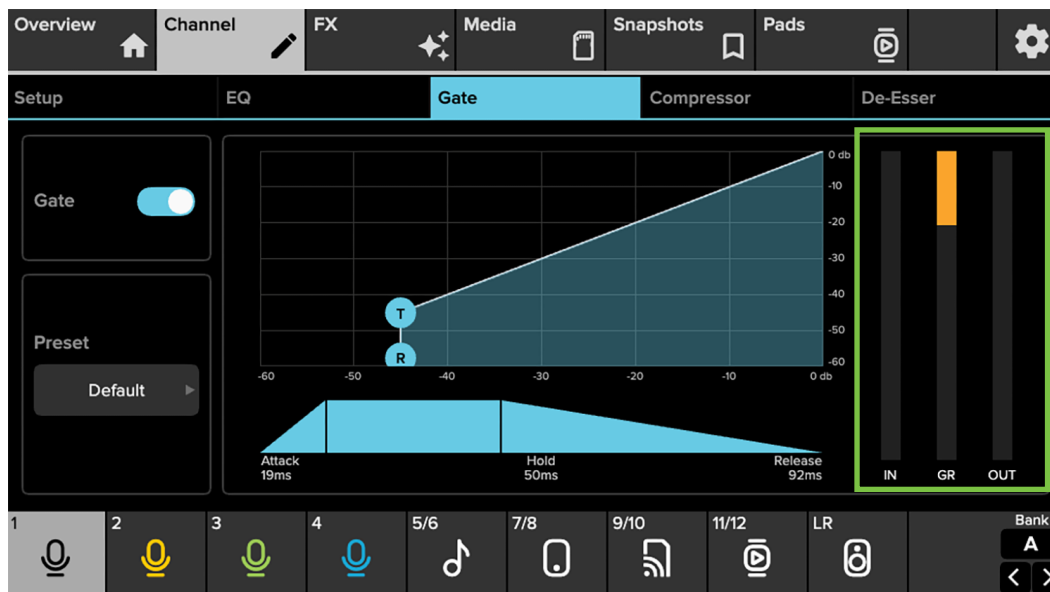 Overview
Channel
FX
Media
Snapshots
Pads
Setup
EQ
Gate
Compressor
De-Esser
Gate
Preset
Default
T
R
0 db
-10
-20
-30
-40
-50
-60
-60
-50
-40
-30
-20
-10
0 db
Attack
19ms
Hold
50ms
Release
92ms
IN
GR
OUT
1
2
3
4
5/6
7/8
9/10
11/12
LR
Bank
A